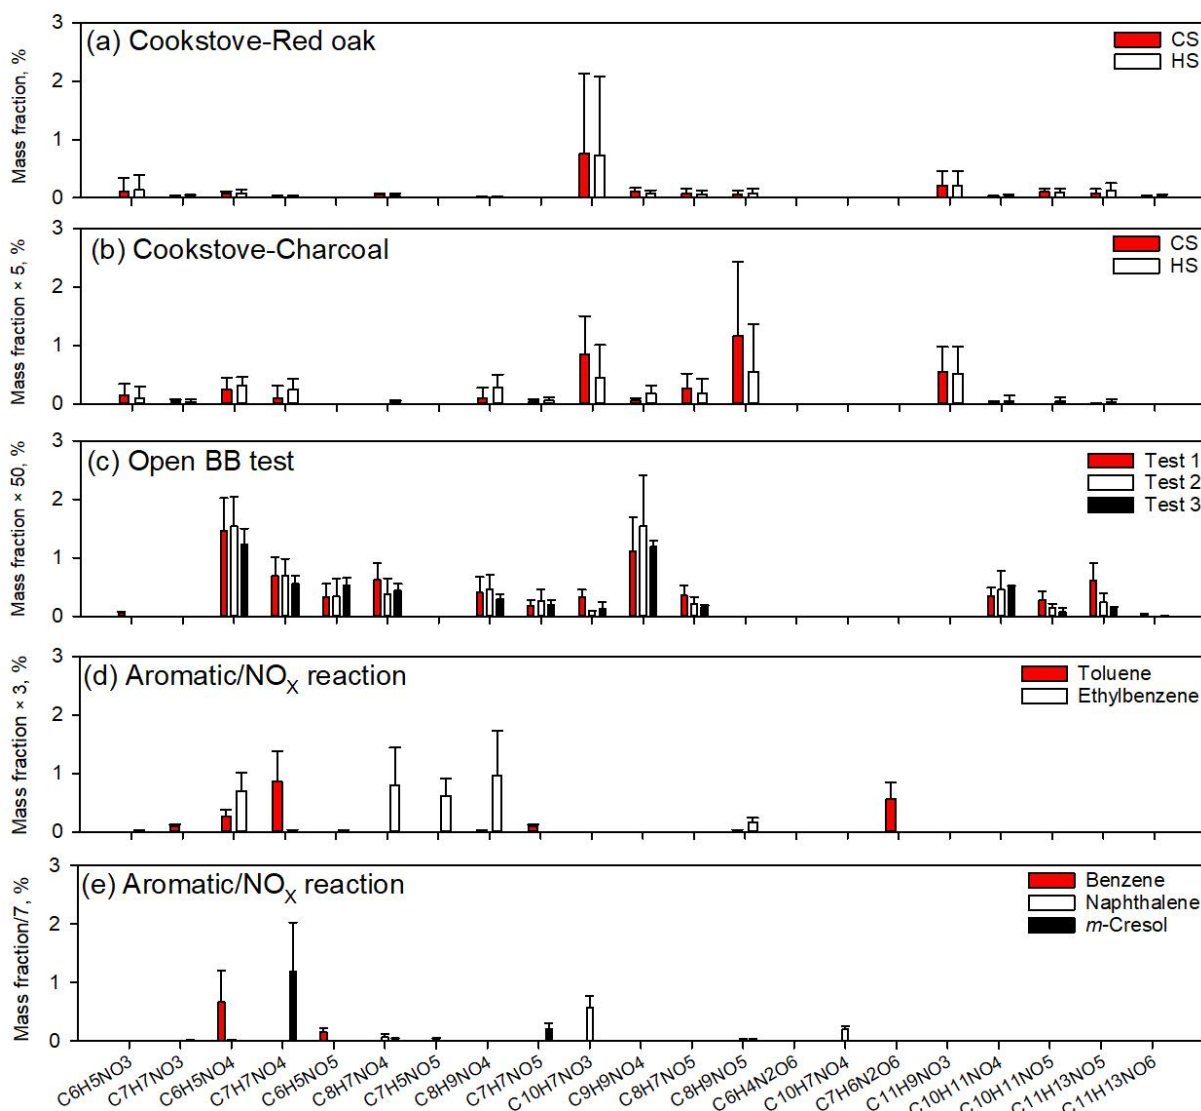 (a) Cookstove-Red oak
CS
HS
Mass fraction, %
3
2
1
0
(b) Cookstove-Charcoal
CS
HS
Mass fraction × 5, %
3
2
1
0
(c) Open BB test
Test 1
Test 2
Test 3
Mass fraction × 50, %
3
2
1
0
(d) Aromatic/NOX reaction
Toluene
Ethylbenzene
Mass fraction × 3, %
3
2
1
0
(e) Aromatic/NOX reaction
Benzene
Naphthalene
m-Cresol
Mass fraction/7, %
3
2
1
0
C6H5NO3
C7H7NO3
C6H5NO4
C7H7NO4
C6H5NO5
C8H7NO4
C7H5NO5
C8H9NO4
C7H7NO5
C10H7NO3
C9H9NO4
C8H7NO5
C8H9NO5
C6H4N2O6
C10H7NO4
C7H6N2O6
C11H9NO3
C10H11NO4
C10H11NO5
C11H13NO5
C11H13NO6